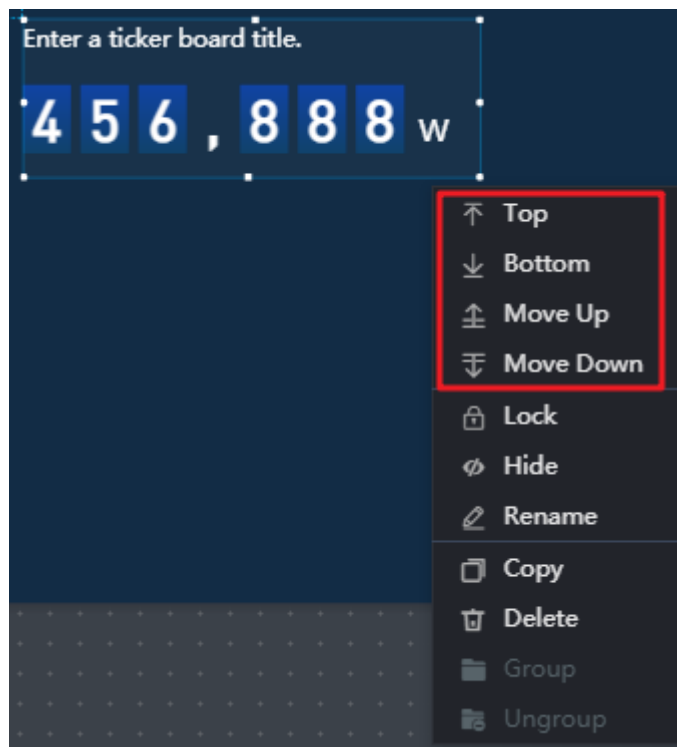 Enter a ticker board title.
456,888 w
Top
Bottom
Move Up
Move Down
Lock
Hide
Rename
Copy
Delete
Group
Ungroup